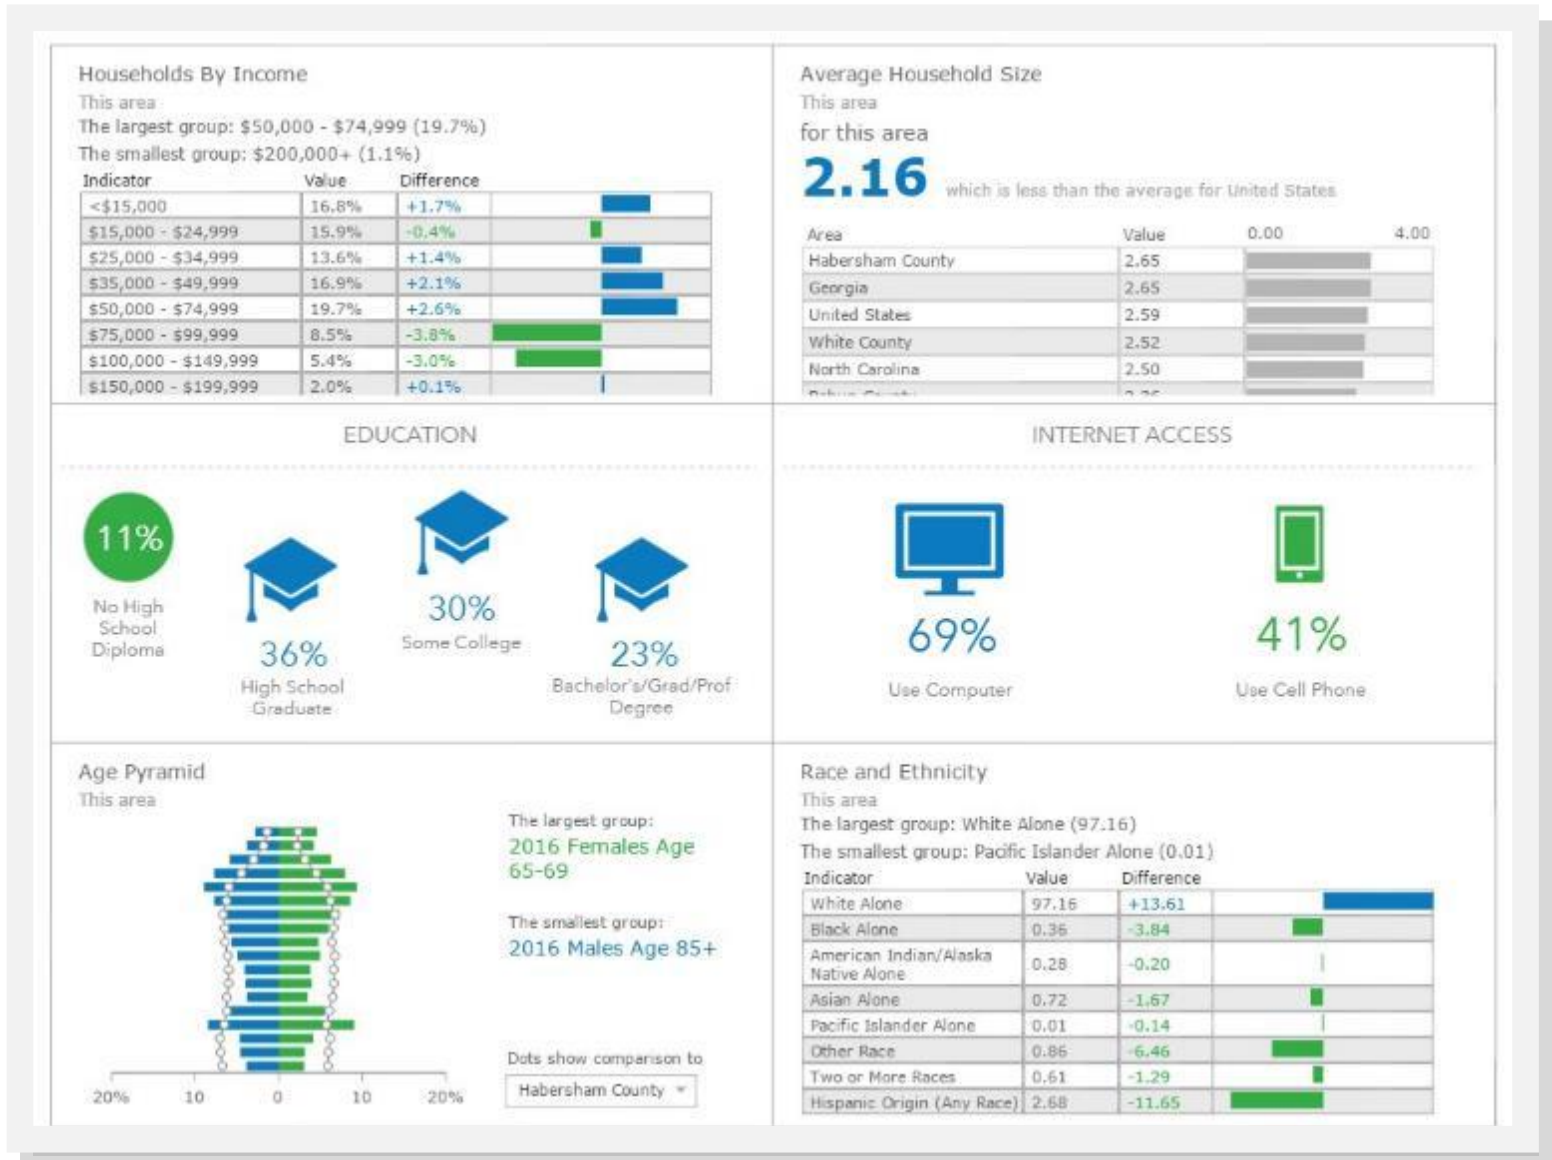 Households By Income
This area
The largest group: $50,000 - $74,999 (19.7%)
The smallest group: $200,000+ (1.1%)
Indicator Value Difference
<$15,000 16.8% +1.7%
$15,000 - $24,999 15.9% -0.4%
$25,000 - $34,999 13.6% +1.4%
$35,000 - $49,999 16.9% +2.1%
$50,000 - $74,999 19.7% +2.6%
$75,000 - $99,999 8.5% -3.8%
$100,000 - $149,999 5.4% -3.0%
$150,000 - $199,999 2.0% +0.1%
Average Household Size
This area
for this area
2.16 which is less than the average for United States
Area Value 0.00 4.00
Habersham County 2.65
Georgia 2.65
United States 2.59
White County 2.52
North Carolina 2.50
County
EDUCATION
11%
No High
School
Diploma
36%
High School
Graduate
30%
Some College
23%
Bachelor's/Grad/Prof
Degree
INTERNET ACCESS
69%
Use Computer
41%
Use Cell Phone
Age Pyramid
This area
The largest group:
2016 Females Age
65-69
The smallest group:
2016 Males Age 85+
Dots show comparison to
Habersham County
20% 10 0 10 20%
Race and Ethnicity
This area
The largest group: White Alone (97.16)
The smallest group: Pacific Islander Alone (0.01)
Indicator Value Difference
White Alone 97.16 +13.61
Black Alone 0.36 -3.84
American Indian/Alaska
Native Alone 0.28 -0.20
Asian Alone 0.72 -1.67
Pacific Islander Alone 0.01 -0.14
Other Race 0.86 -6.46
Two or More Races 0.61 -1.29
Hispanic Origin (Any Race) 2.68 -11.65